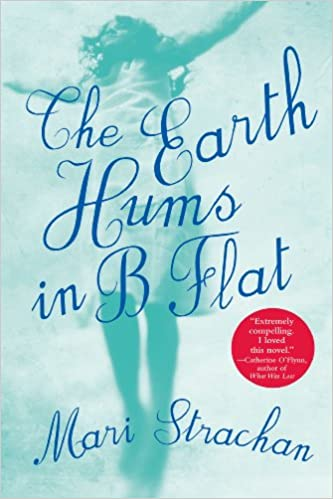 The Earth
Hums
in B Flat
"Extremely
compelling.
I loved
this novel."
—Catherine O'Flynn,
author of
What Was Lost
Mari Strachan